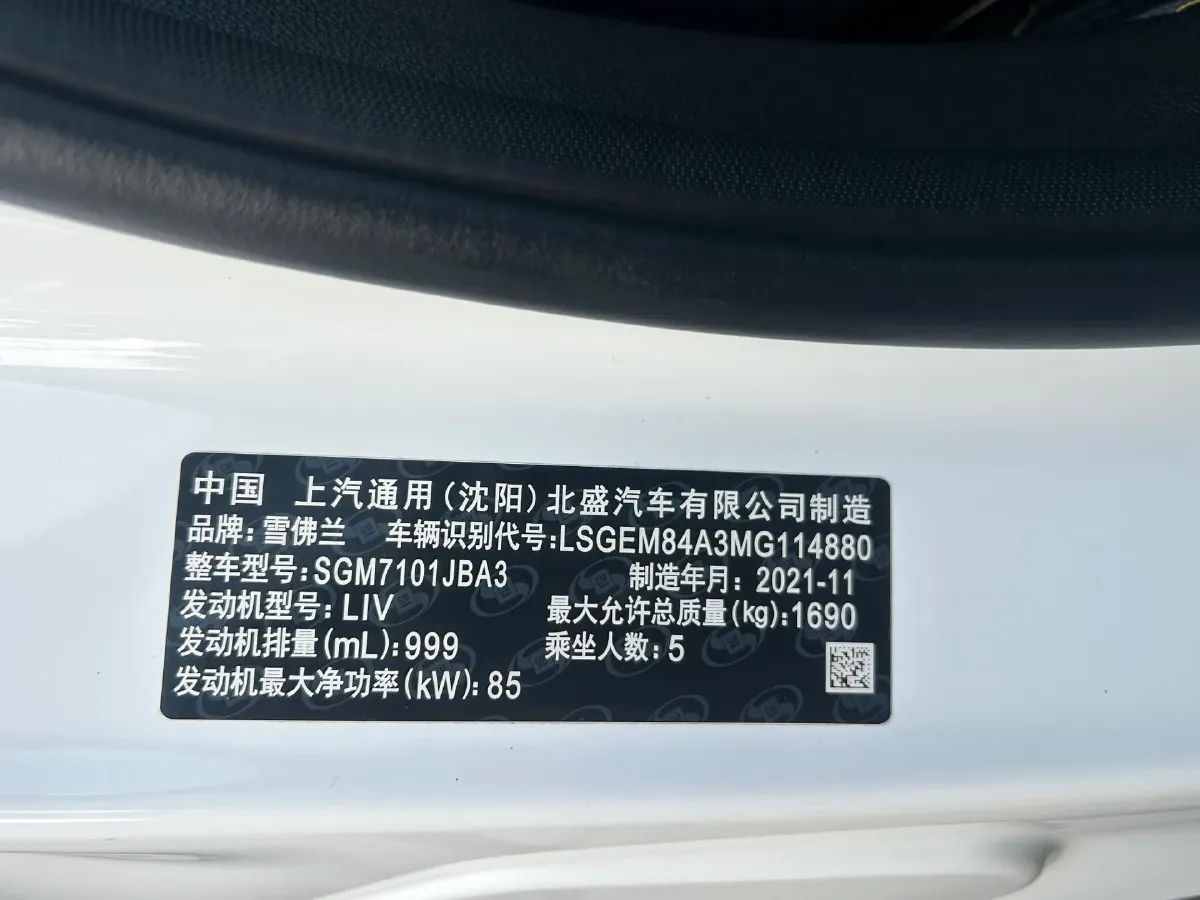 中国 上汽通用(沈阳)北盛汽车有限公司制造
品牌:雪佛兰 车辆识别代号:LSGEM84A3MG114880
整车型号:SGM7101JBA3 制造年月:2021-11
发动机型号:LIV 最大允许总质量(kg):1690
发动机排量(mL):999 乘坐人数:5
发动机最大净功率(kW):85